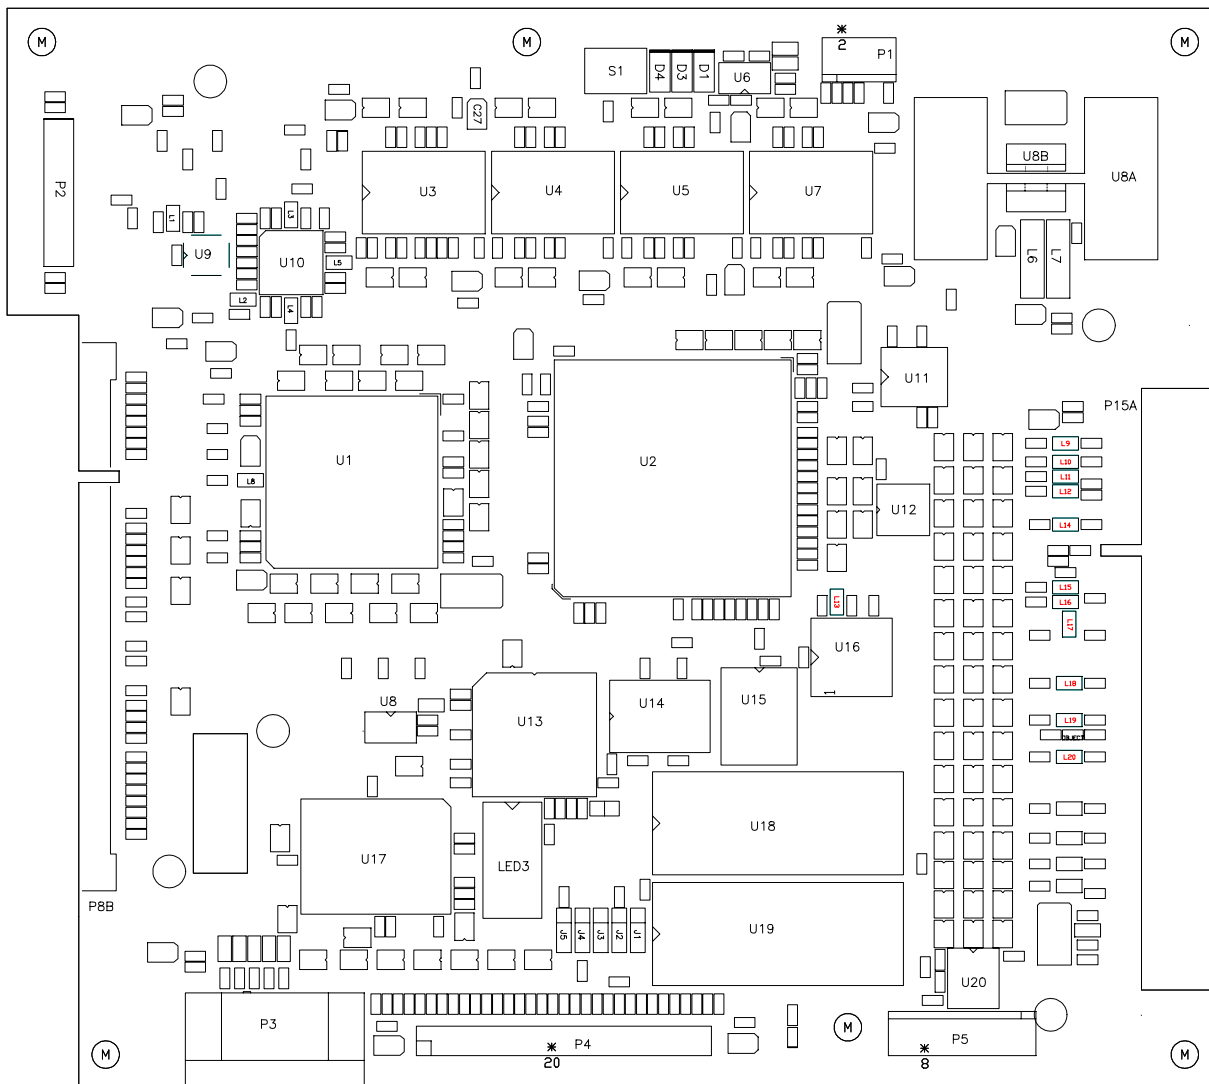 M
M
M
*
2
P1
S1
D4
D3
D1
U6
C27
P2
U3
U4
U5
U7
U8B
U8A
L1
L3
U9
U10
L5
L6
L7
L2
L4
U11
P15A
U1
U2
L8
L9
L10
L11
L12
U12
L14
L13
L15
L16
L17
U16
1
U8
U13
U14
U15
L18
L19
OBJECT
L20
U17
LED3
U18
P8B
J5
J4
J3
J2
J1
U19
U20
P3
P4
*
20
M
P5
*
8
M
M